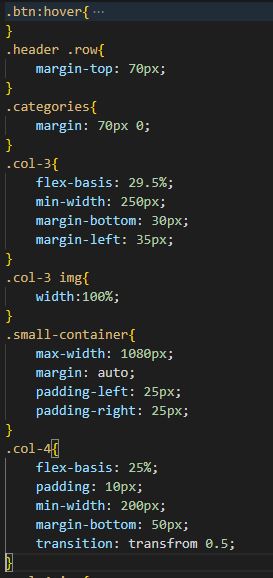 .btn:hover{ ...
}
.header .row{
    margin-top: 70px;
}
.categories{
    margin: 70px 0;
}
.col-3{
    flex-basis: 29.5%;
    min-width: 250px;
    margin-bottom: 30px;
    margin-left: 35px;
}
.col-3 img{
    width:100%;
}
.small-container{
    max-width: 1080px;
    margin: auto;
    padding-left: 25px;
    padding-right: 25px;
}
.col-4{
    flex-basis: 25%;
    padding: 10px;
    min-width: 200px;
    margin-bottom: 50px;
    transition: transfrom 0.5;
}